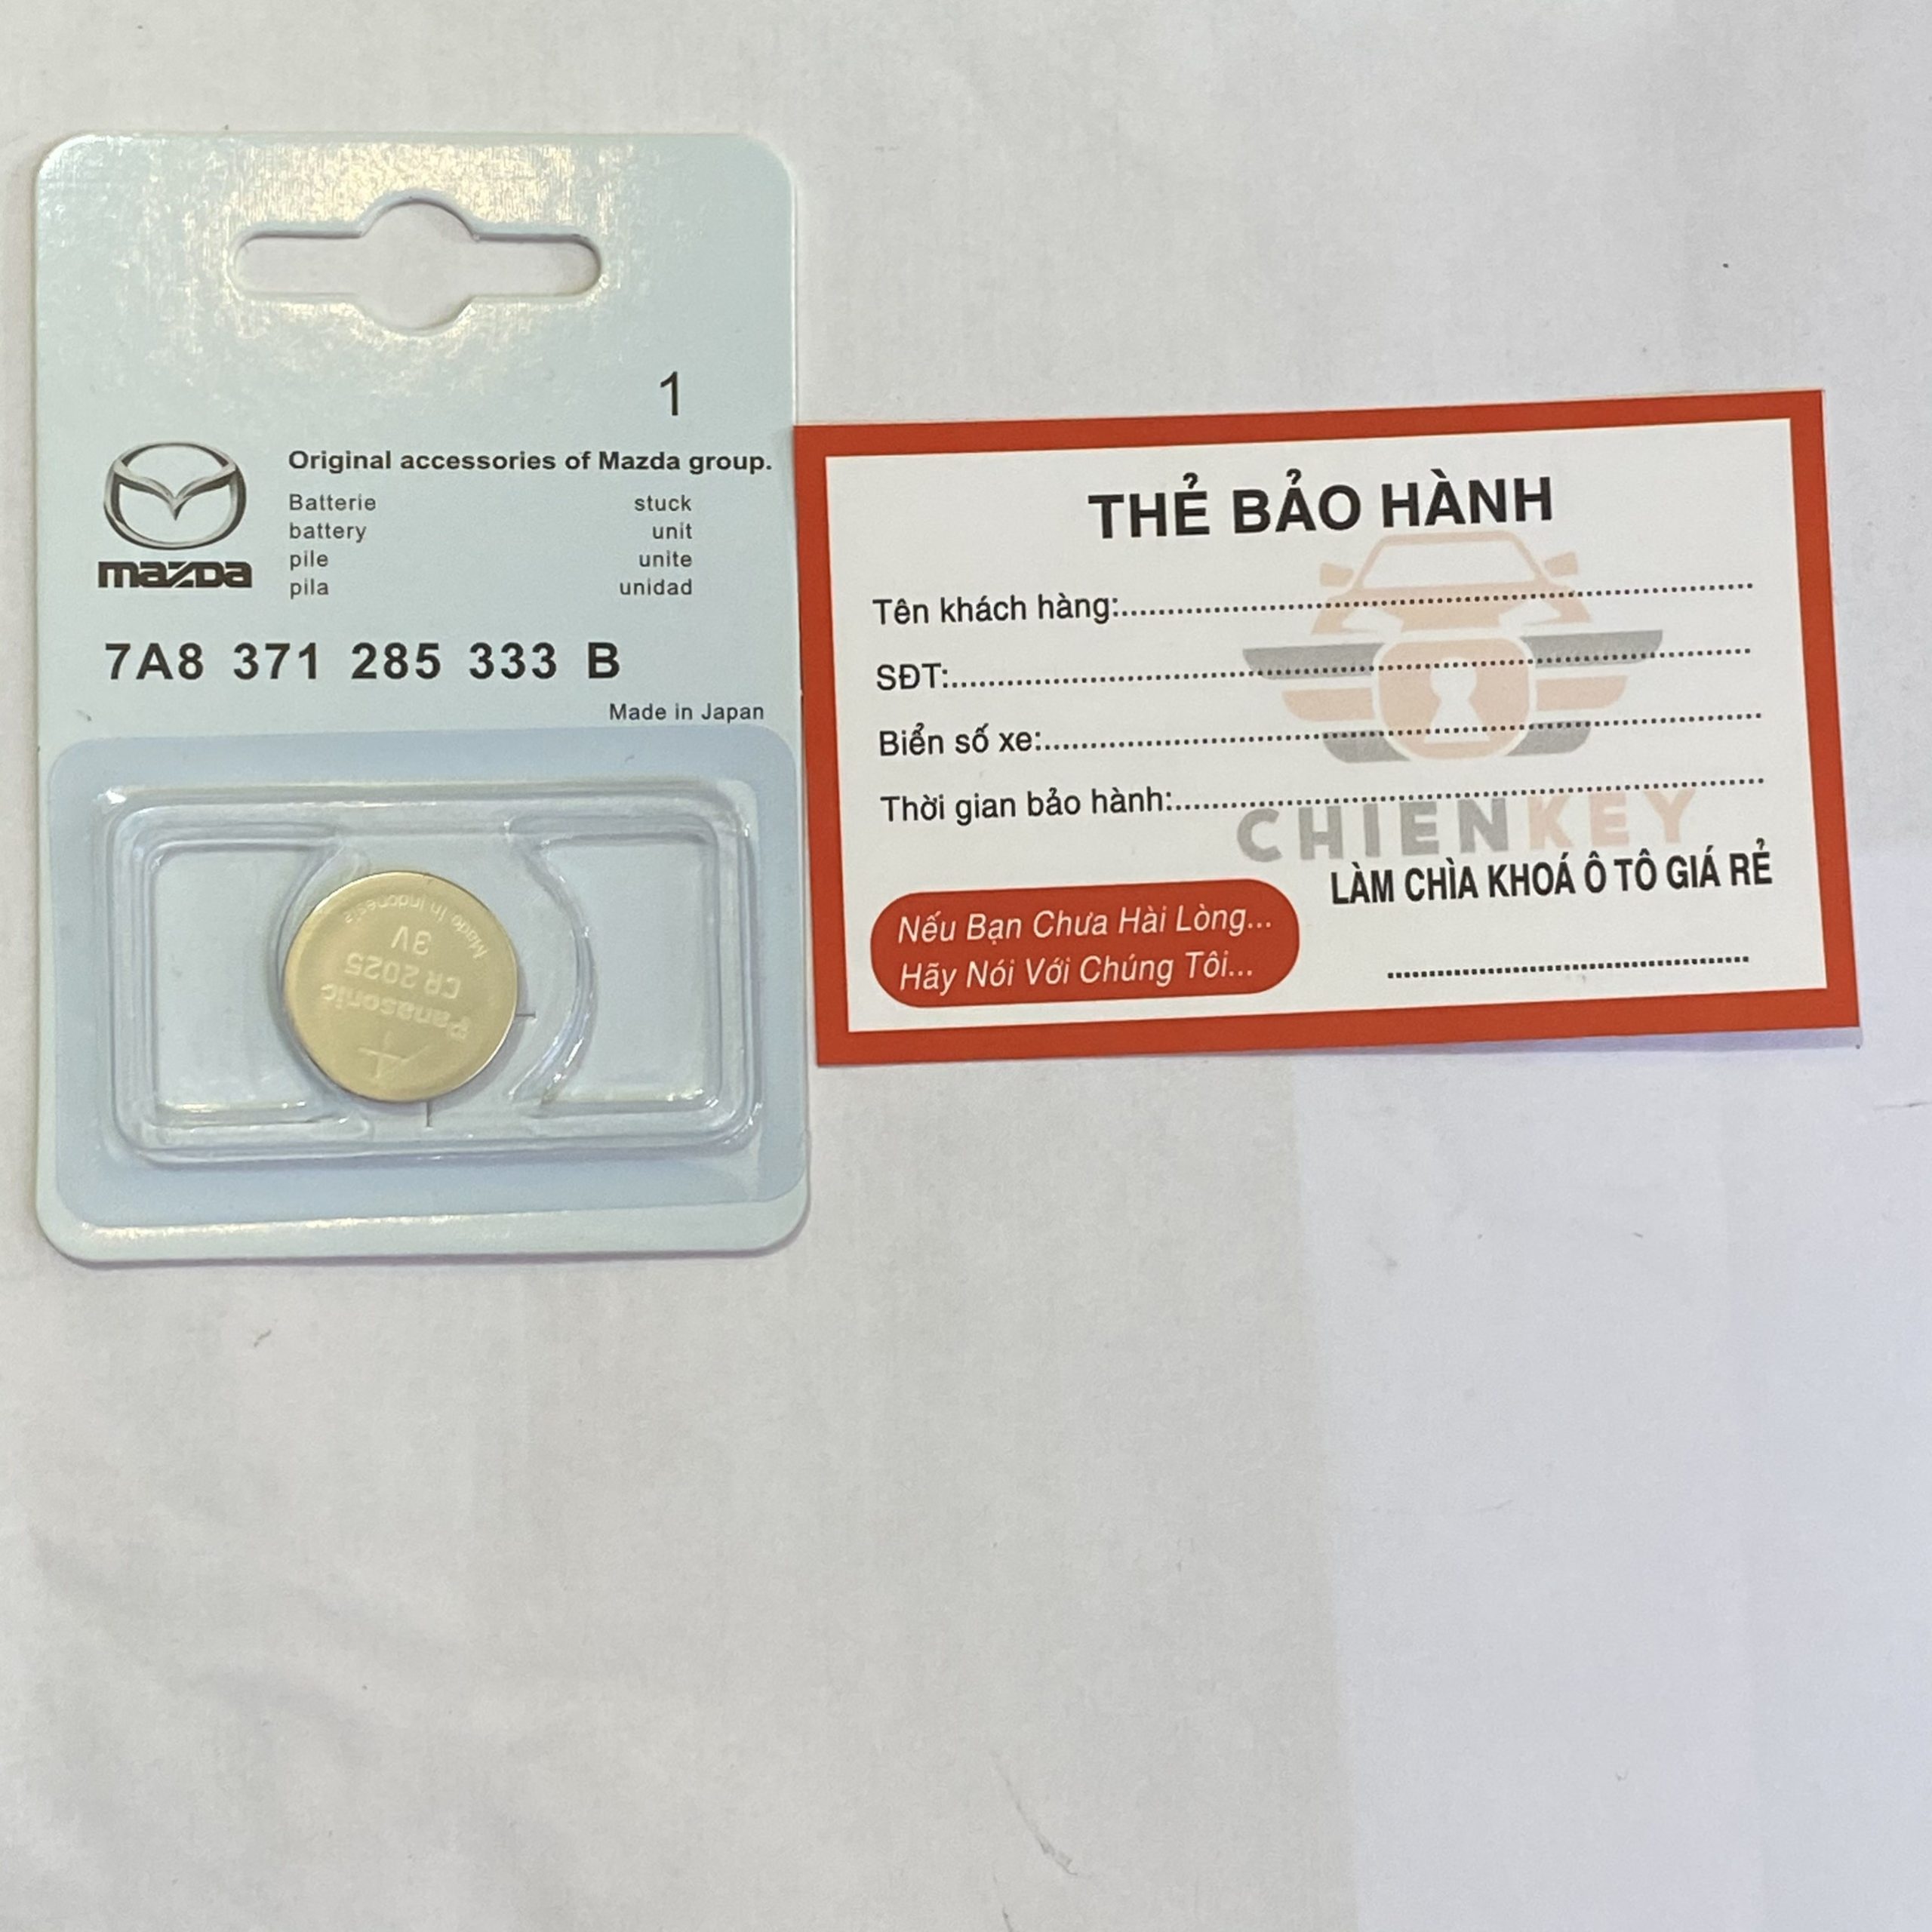 1
Original accessories of Mazda group.
Batterie stuck
battery unit
pile unite
pila unidad
mazDa
7A8 371 285 333 B
Made in Japan
Panasonic
CR2025
3V
Made in Indonesia
THẺ BẢO HÀNH
Tên khách hàng:
SĐT:
Biển số xe:
Thời gian bảo hành:
CHIENKEY
LÀM CHÌA KHOÁ Ô TÔ GIÁ RẺ
Nếu Bạn Chưa Hài Lòng...
Hãy Nói Với Chúng Tôi...